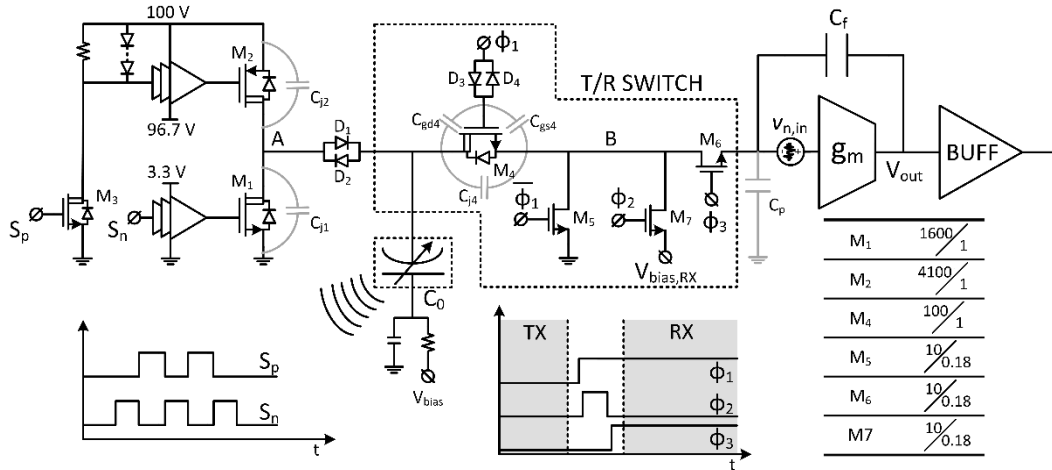 100 V
M2
Cj2
96.7 V
A
D1
D2
3.3 V
M3
Sp
Sn
M1
Cj1
ϕ1
D3
D4
T/R SWITCH
Cgd4
Cgs4
M4
Cj4
B
M6
ϕ1
M5
ϕ2
M7
ϕ3
Vbias,RX
Cf
vn,in
gm
Vout
BUFF
Cp
C0
Vbias
Sp
Sn
t
TX
RX
ϕ1
ϕ2
ϕ3
t
M1 1600/1
M2 4100/1
M4 100/1
M5 10/0.18
M6 10/0.18
M7 10/0.18